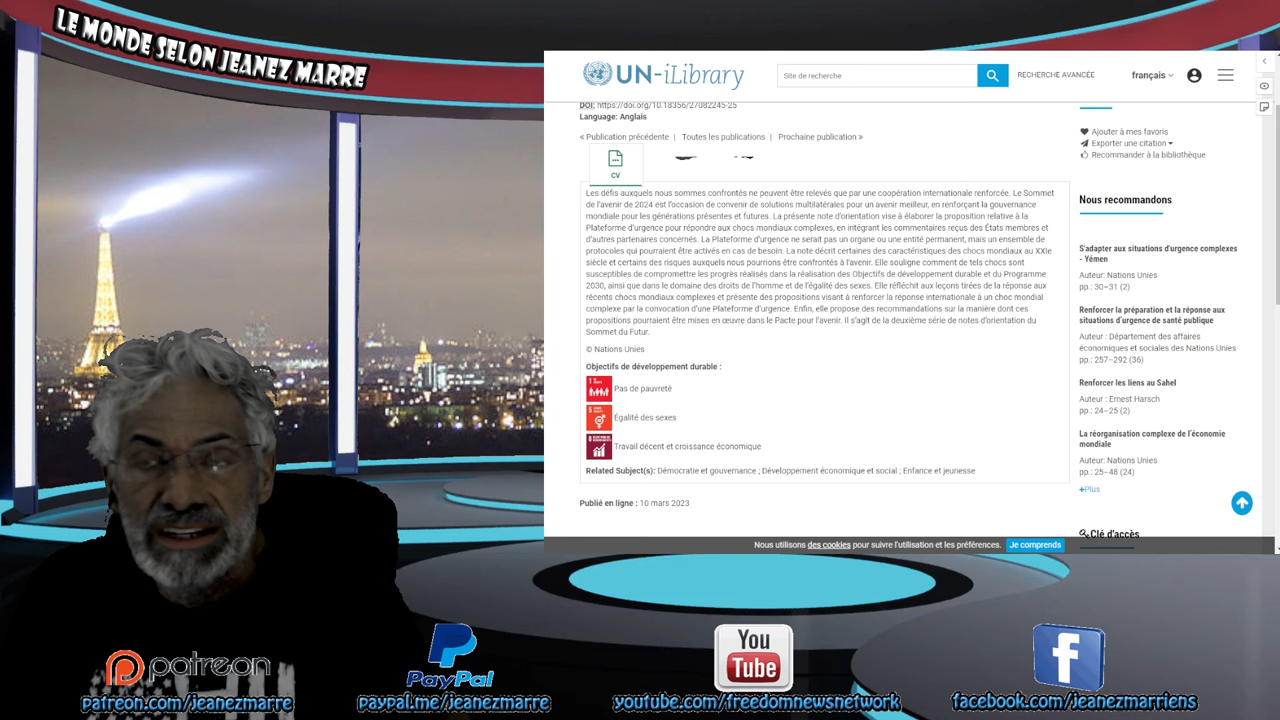 LE MONDE SELON JEANEZ MARRE
UN-iLibrary
Site de recherche
RECHERCHE AVANCÉE
français
DOI: https://doi.org/10.18356/27082245-25
Language: Anglais
« Publication précédente | Toutes les publications | Prochaine publication »
CV
Les défis auxquels nous sommes confrontés ne peuvent être relevés que par une coopération internationale renforcée. Le Sommet
de l'avenir de 2024 est l'occasion de convenir de solutions multilatérales pour un avenir meilleur, en renforçant la gouvernance
mondiale pour les générations présentes et futures. La présente note d'orientation vise à élaborer la proposition relative à la
Plateforme d'urgence pour répondre aux chocs mondiaux complexes, en intégrant les commentaires reçus des États membres et
d'autres partenaires concernés. La Plateforme d'urgence ne serait pas un organe ou une entité permanent, mais un ensemble de
protocoles qui pourraient être activés en cas de besoin. La note décrit certaines des caractéristiques des chocs mondiaux au XXIe
siècle et certains des risques auxquels nous pourrions être confrontés à l'avenir. Elle souligne comment de tels chocs sont
susceptibles de compromettre les progrès réalisés dans la réalisation des Objectifs de développement durable et du Programme
2030, ainsi que dans le domaine des droits de l'homme et de l'égalité des sexes. Elle réfléchit aux leçons tirées de la réponse aux
récents chocs mondiaux complexes et présente des propositions visant à renforcer la réponse internationale à un choc mondial
complexe par la convocation d'une Plateforme d'urgence. Enfin, elle propose des recommandations sur la manière dont ces
propositions pourraient être mises en œuvre dans le Pacte pour l'avenir. Il s'agit de la deuxième série de notes d'orientation du
Sommet du Futur.
© Nations Unies
Objectifs de développement durable :
Pas de pauvreté
Égalité des sexes
Travail décent et croissance économique
Related Subject(s): Démocratie et gouvernance ; Développement économique et social ; Enfance et jeunesse
Publié en ligne : 10 mars 2023
Ajouter à mes favoris
Exporter une citation
Recommander à la bibliothèque
Nous recommandons
S'adapter aux situations d'urgence complexes
- Yémen
Auteur: Nations Unies
pp.: 30–31 (2)
Renforcer la préparation et la réponse aux
situations d'urgence de santé publique
Auteur : Département des affaires
économiques et sociales des Nations Unies
pp.: 257–292 (36)
Renforcer les liens au Sahel
Auteur : Ernest Harsch
pp.: 24–25 (2)
La réorganisation complexe de l'économie
mondiale
Auteur: Nations Unies
pp.: 25–48 (24)
+Plus
Clé d'accès
Nous utilisons des cookies pour suivre l'utilisation et les préférences. Je comprends
patreon
patreon.com/jeanezmarre
PayPal
paypal.me/jeanezmarre
You
Tube
youtube.com/freedomnewsnetwork
f
facebook.com/jeanezmarriens